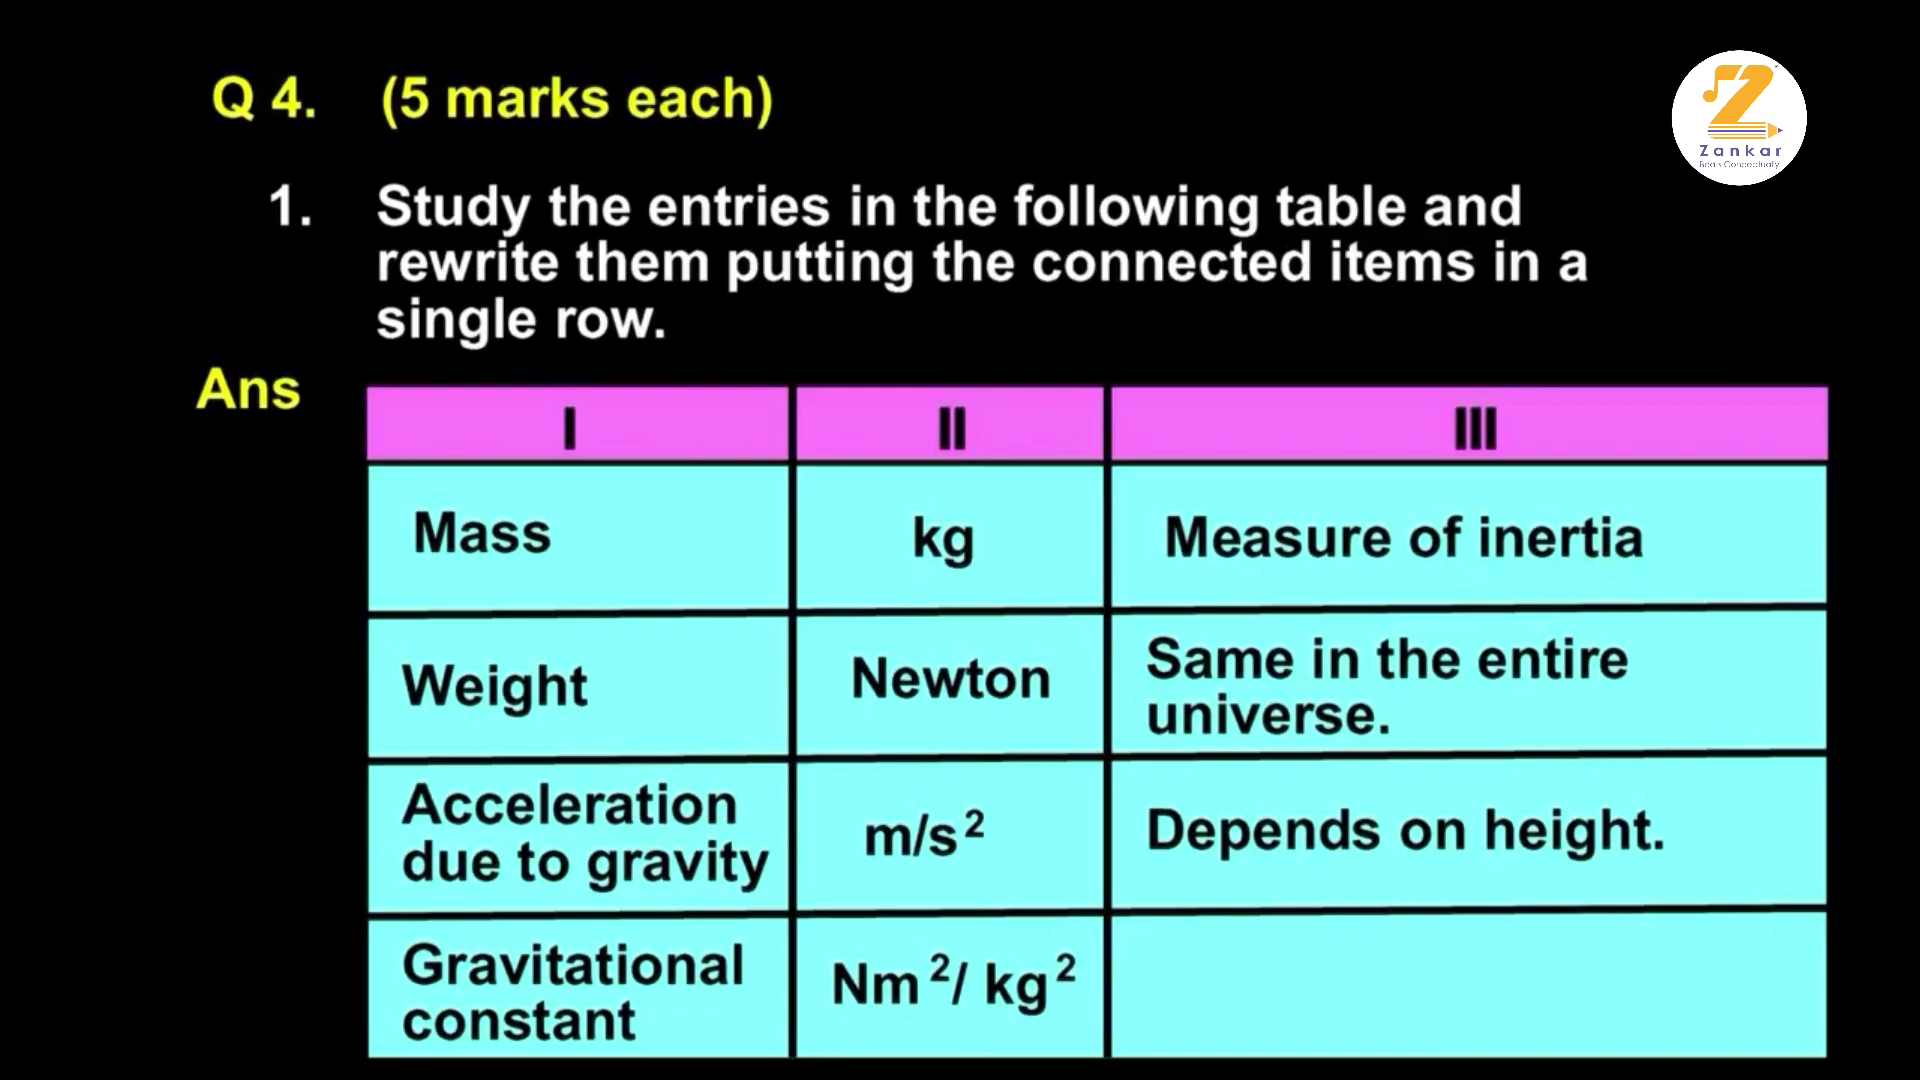 Q 4. (5 marks each)
Zankar
1. Study the entries in the following table and
rewrite them putting the connected items in a
single row.
Ans
I II III
Mass kg Measure of inertia
Weight Newton Same in the entire
universe.
Acceleration
due to gravity m/s² Depends on height.
Gravitational
constant Nm²/ kg²